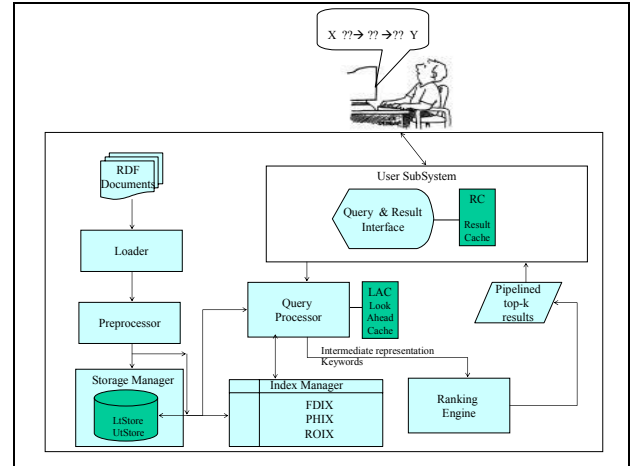 X ??→ ?? →?? Y
RDF
Documents
User SubSystem
Query & Result
Interface
RC
Result
Cache
Loader
Preprocessor
Query
Processor
LAC
Look
Ahead
Cache
Pipelined
top-k
results
Intermediate representation
Keywords
Storage Manager
LtStore
UtStore
Index Manager
FDIX
PHIX
ROIX
Ranking
Engine